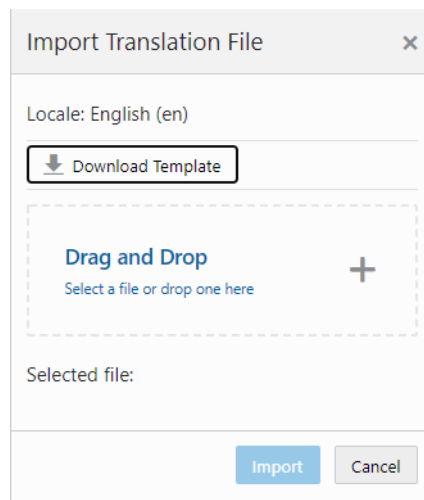 Import Translation File
Locale: English (en)
Download Template
Drag and Drop
Select a file or drop one here
Selected file:
Import Cancel